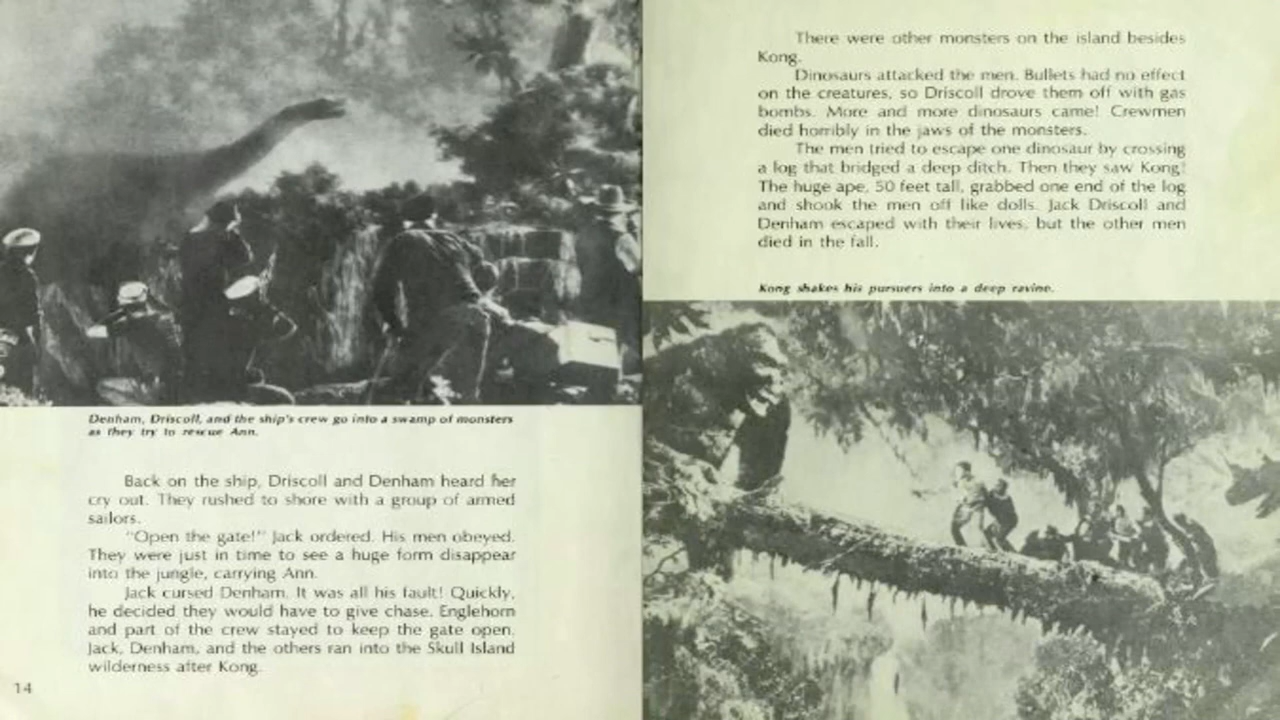 Denham, Driscoll, and the ship's crew go into a swamp of monsters
as they try to rescue Ann.
Back on the ship, Driscoll and Denham heard her
cry out. They rushed to shore with a group of armed
sailors.
"Open the gate!" Jack ordered. His men obeyed.
They were just in time to see a huge form disappear
into the jungle, carrying Ann.
Jack cursed Denham. It was all his fault! Quickly,
he decided they would have to give chase. Englehorn
and part of the crew stayed to keep the gate open.
Jack, Denham, and the others ran into the Skull Island
wilderness after Kong.
14
There were other monsters on the island besides
Kong.
Dinosaurs attacked the men. Bullets had no effect
on the creatures, so Driscoll drove them off with gas
bombs. More and more dinosaurs came! Crewmen
died horribly in the jaws of the monsters.
The men tried to escape one dinosaur by crossing
a log that bridged a deep ditch. Then they saw Kong!
The huge ape, 50 feet tall, grabbed one end of the log
and shook the men off like dolls. Jack Driscoll and
Denham escaped with their lives, but the other men
died in the fall.
Kong shakes his pursuers into a deep ravine.